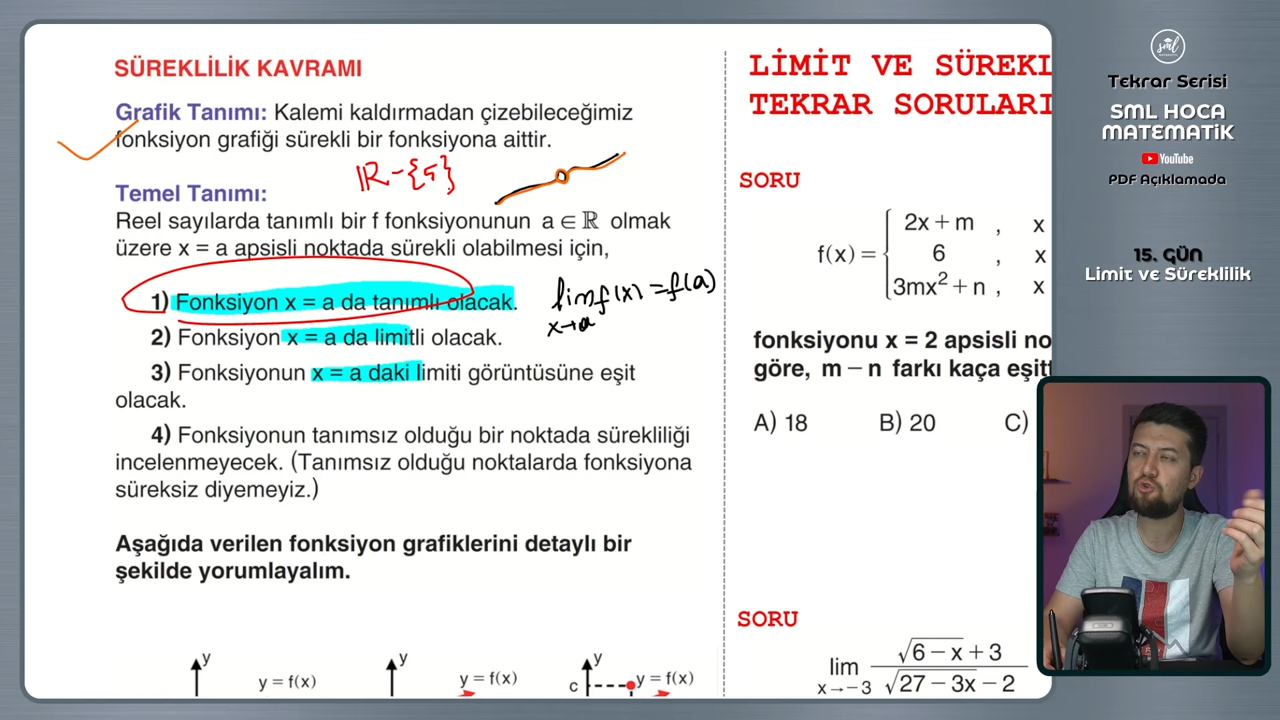 SÜREKLİLİK KAVRAMI
Grafik Tanımı: Kalemi kaldırmadan çizebileceğimiz
fonksiyon grafiği sürekli bir fonksiyona aittir.
Temel Tanımı:
Reel sayılarda tanımlı bir f fonksiyonunun a ∈ ℝ olmak
üzere x = a apsisli noktada sürekli olabilmesi için,
1) Fonksiyon x = a da tanımlı olacak.
lim f(x) = f(a)
x→a
2) Fonksiyon x = a da limitli olacak.
3) Fonksiyonun x = a daki limiti görüntüsüne eşit
olacak.
4) Fonksiyonun tanımsız olduğu bir noktada sürekliliği
incelenmeyecek. (Tanımsız olduğu noktalarda fonksiyona
süreksiz diyemeyiz.)
Aşağıda verilen fonksiyon grafiklerini detaylı bir
şekilde yorumlayalım.
y
y = f(x)
y
y = f(x)
y
c
y = f(x)
LİMİT VE SÜREKL
TEKRAR SORULARI
SORU
2x + m , x
f(x) = 6 , x
3mx² + n , x
fonksiyonu x = 2 apsisli no
göre, m − n farkı kaça eşitt
A) 18 B) 20 C)
SORU
√6 − x + 3
lim
x→−3 √27 − 3x − 2
sml
Tekrar Serisi
SML HOCA
MATEMATİK
YouTube
PDF Açıklamada
15. GÜN
Limit ve Süreklilik